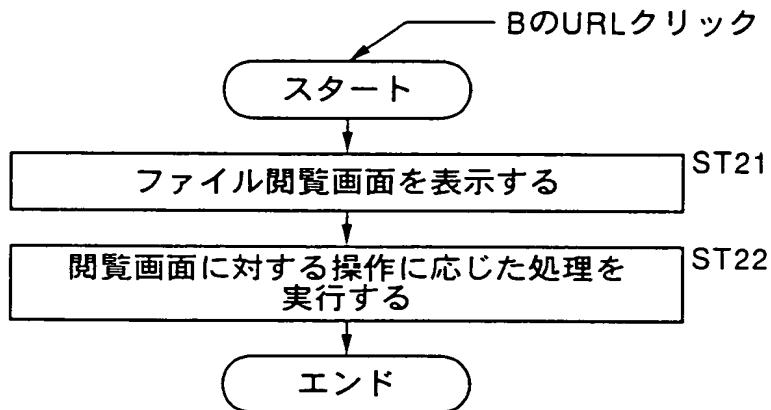 BのURLクリック
スタート
ファイル閲覧画面を表示する
ST21
閲覧画面に対する操作に応じた処理を
実行する
ST22
エンド